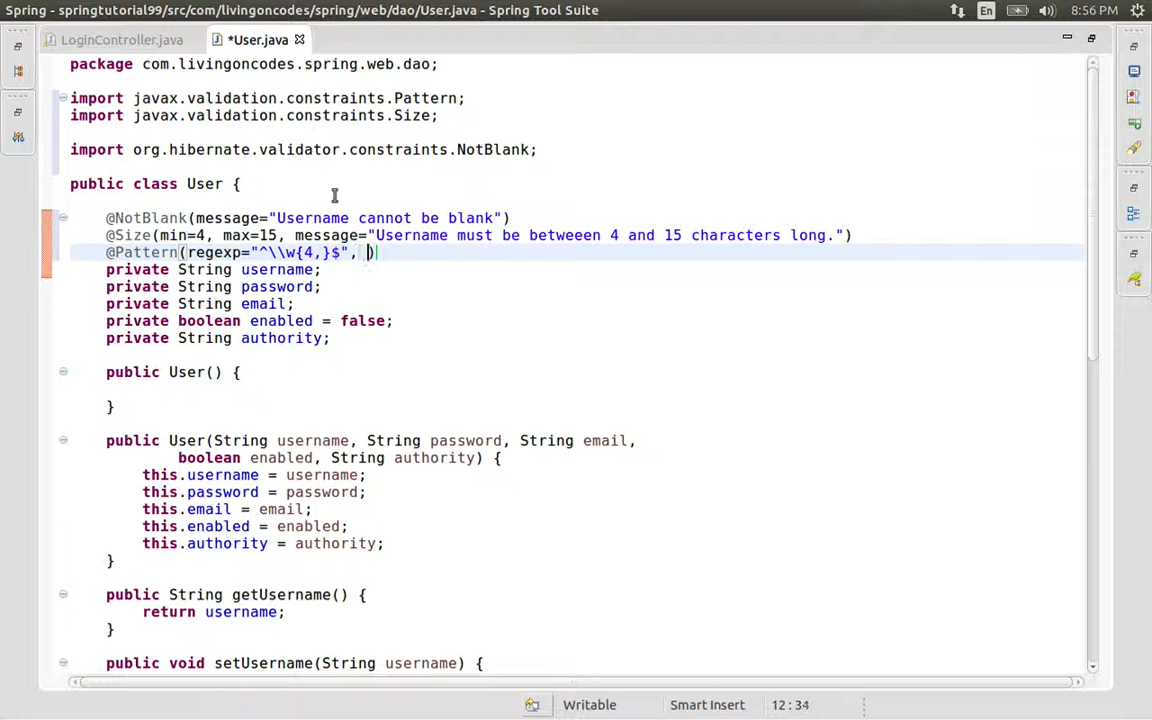 Spring - springtutorial99/src/com/livingoncodes/spring/web/dao/User.java - Spring Tool Suite
En
8:56 PM
LoginController.java
*User.java
package com.livingoncodes.spring.web.dao;
import javax.validation.constraints.Pattern;
import javax.validation.constraints.Size;
import org.hibernate.validator.constraints.NotBlank;
public class User {
@NotBlank(message="Username cannot be blank")
@Size(min=4, max=15, message="Username must be betweeen 4 and 15 characters long.")
@Pattern(regexp="^\\w{4,}$", )
private String username;
private String password;
private String email;
private boolean enabled = false;
private String authority;
public User() {
}
public User(String username, String password, String email,
boolean enabled, String authority) {
this.username = username;
this.password = password;
this.email = email;
this.enabled = enabled;
this.authority = authority;
}
public String getUsername() {
return username;
}
public void setUsername(String username) {
Writable
Smart Insert
12:34